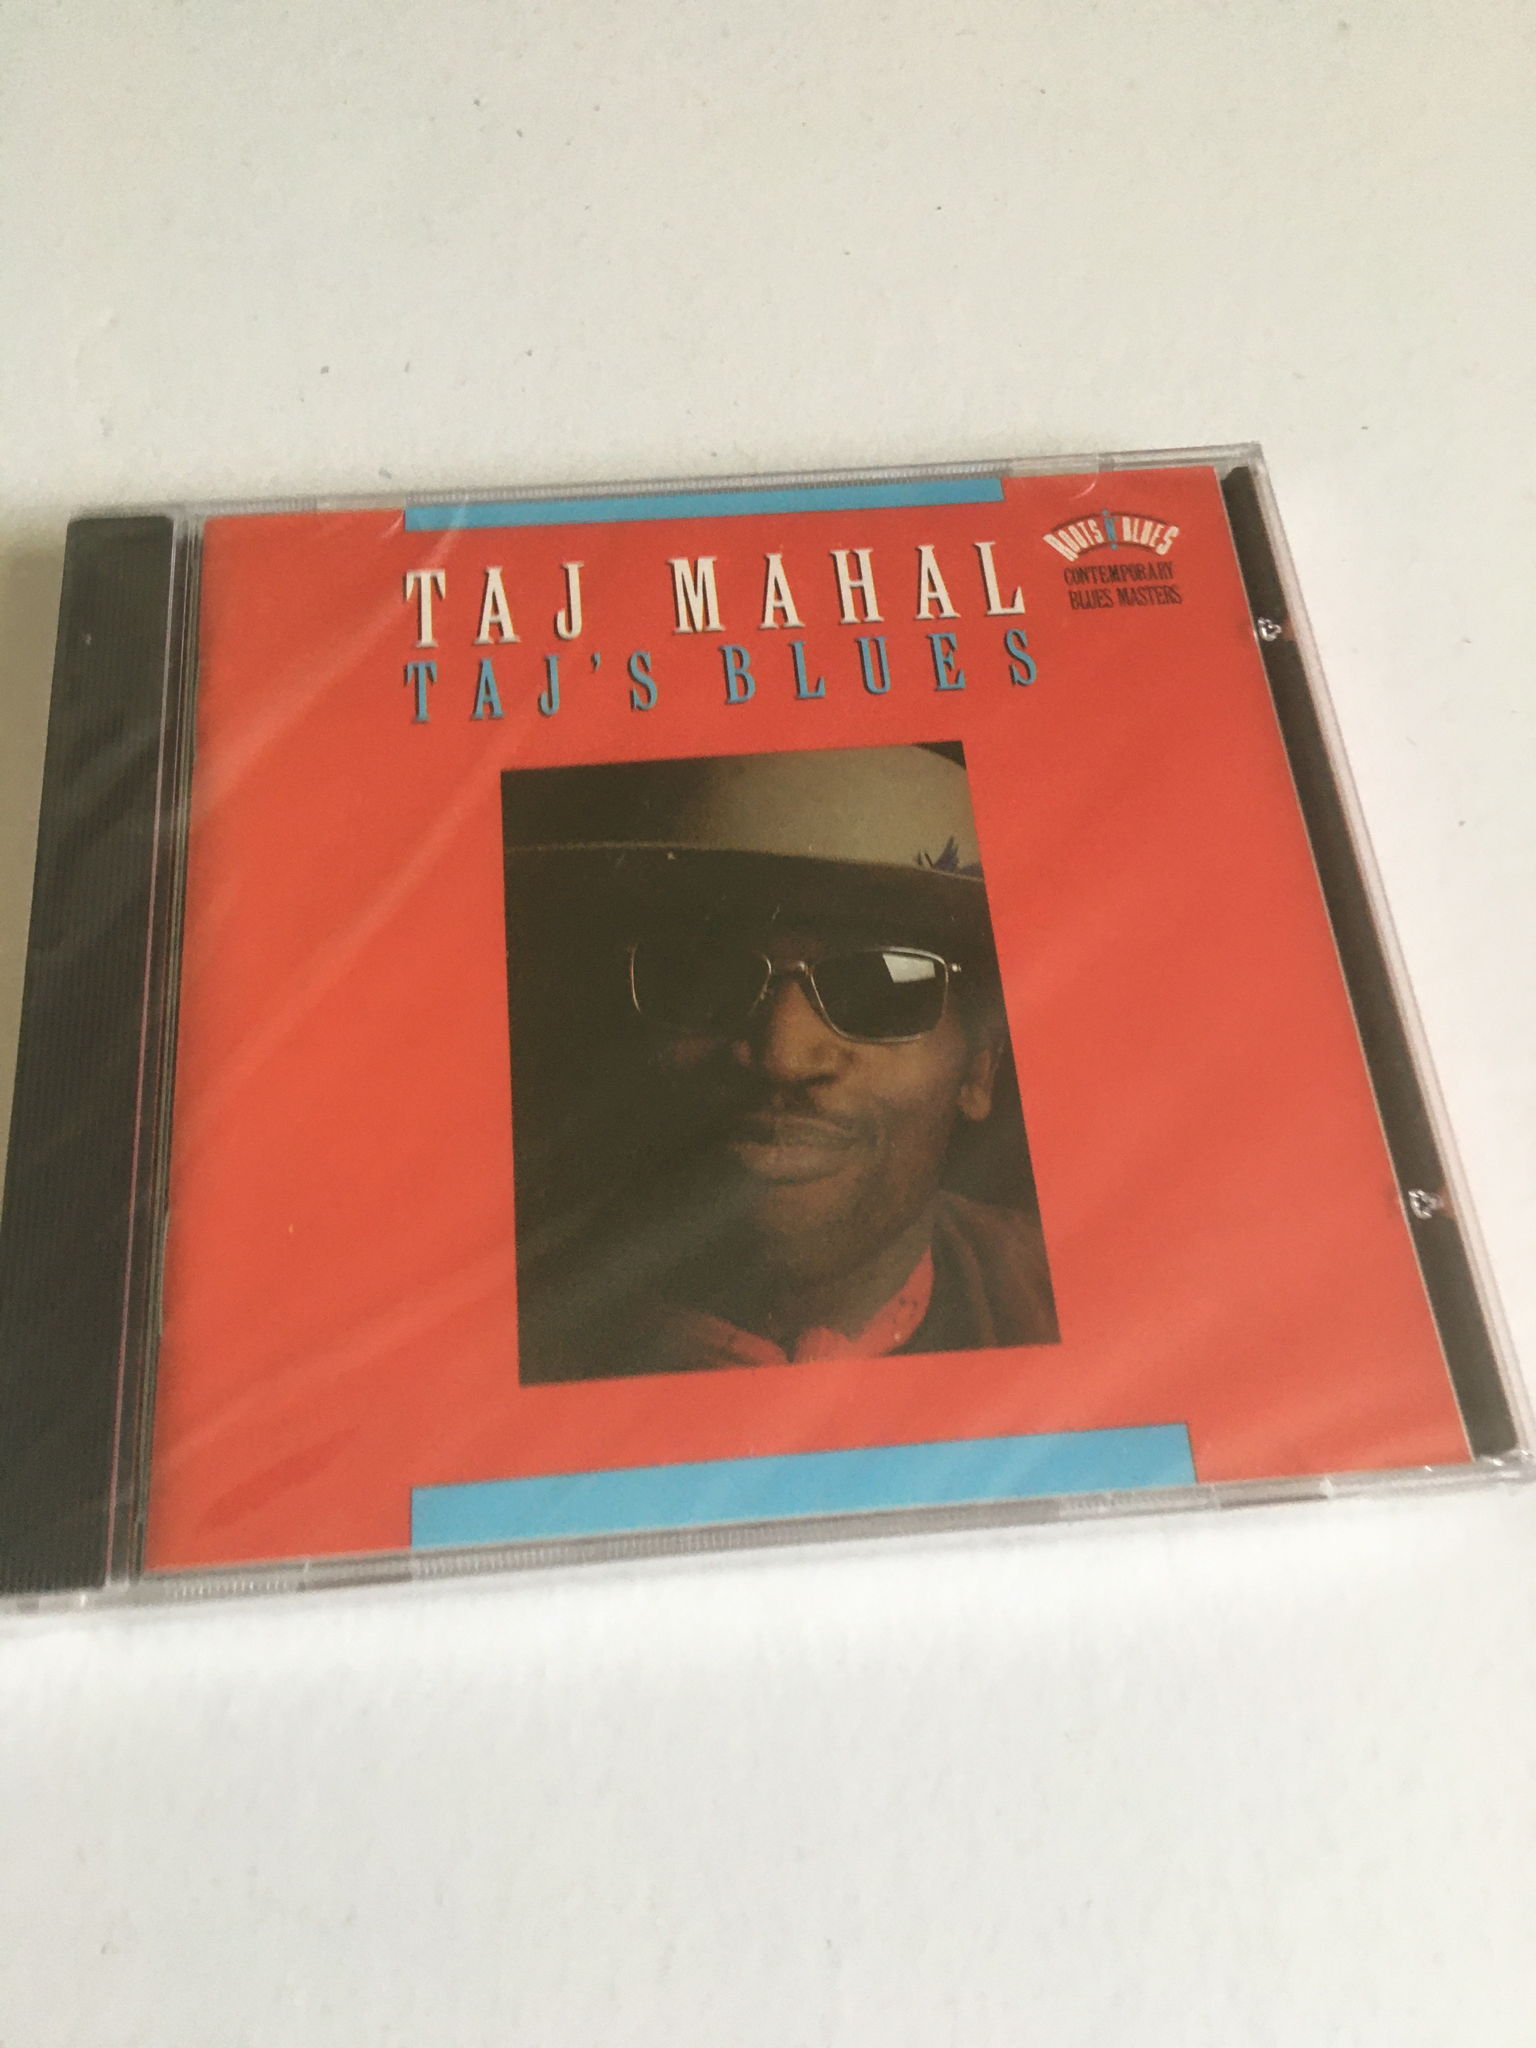 TAJ MAHAL
TAJ'S BLUES
ROOTS N' BLUES
CONTEMPORARY
BLUES MASTERS